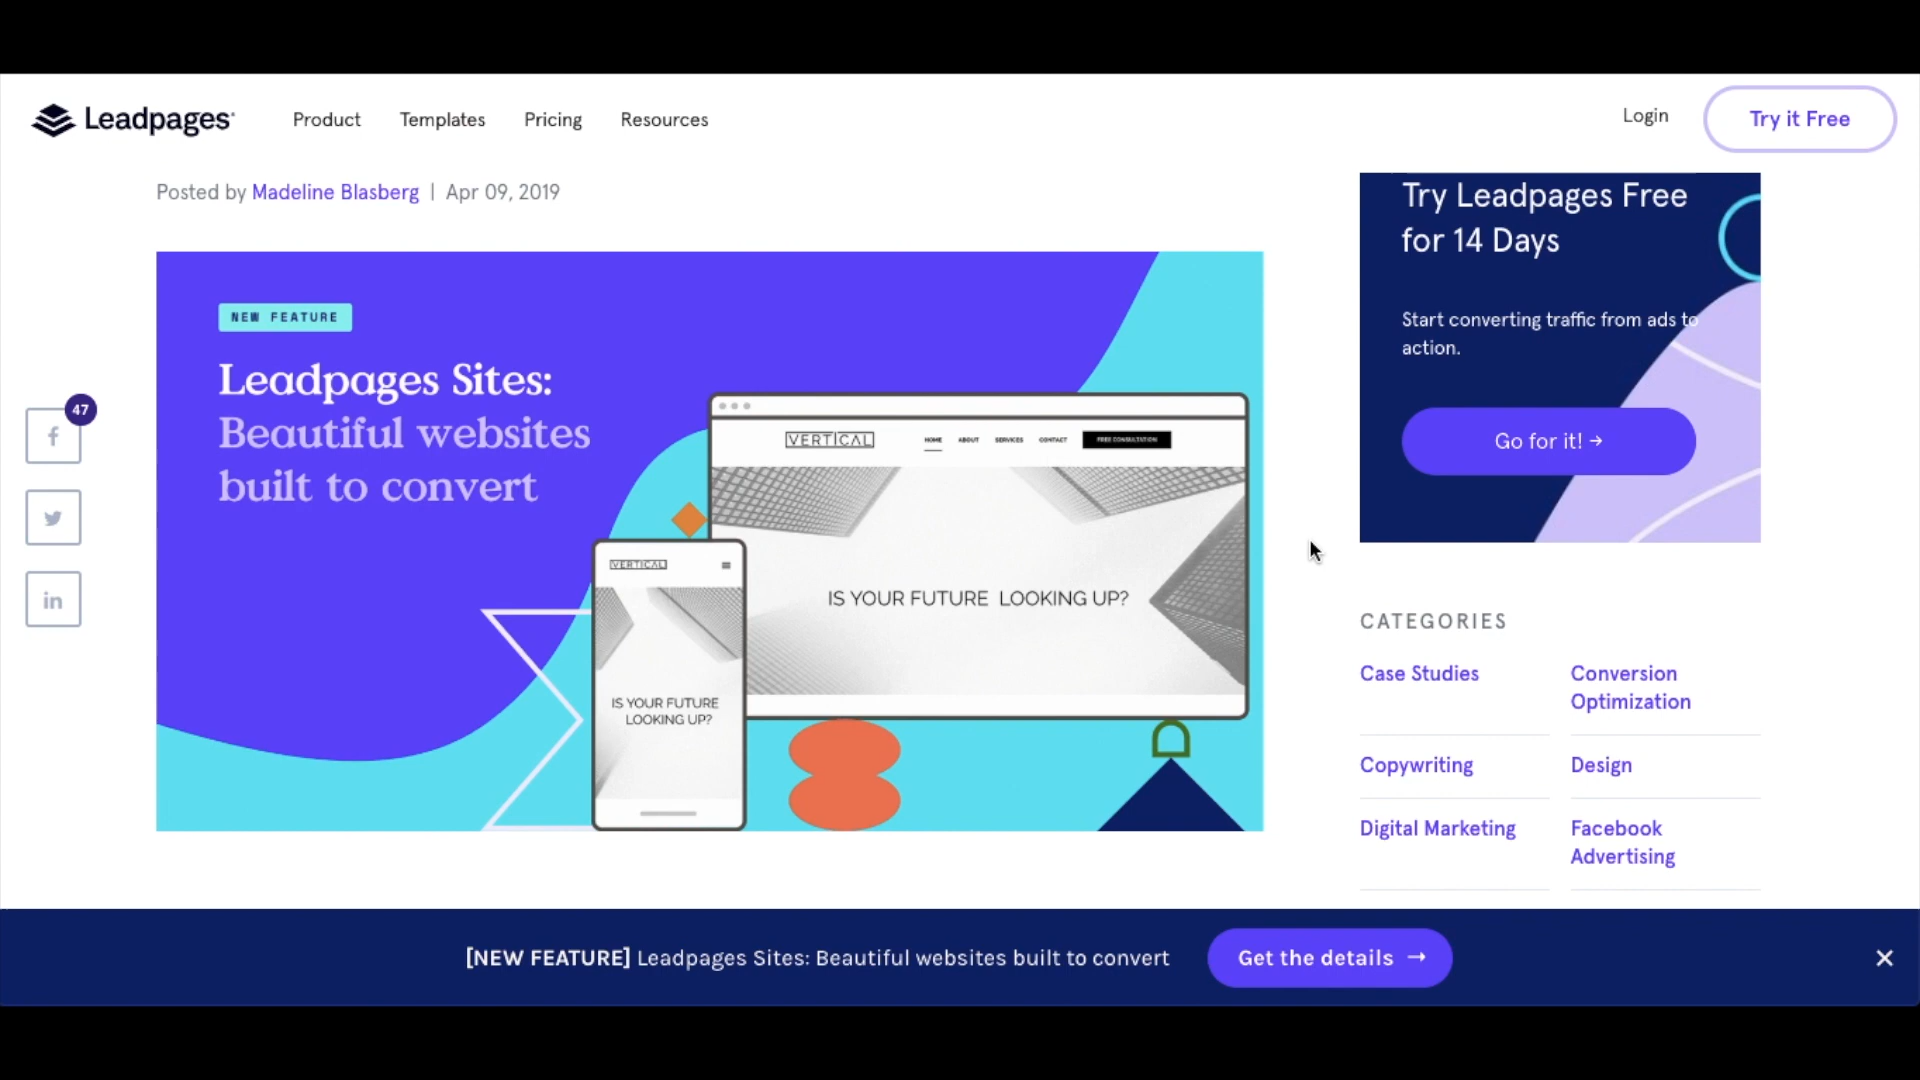 Leadpages
Product Templates Pricing Resources
Login
Try it Free
Posted by Madeline Blasberg | Apr 09, 2019
NEW FEATURE
Leadpages Sites:
Beautiful websites
built to convert
VERTICAL
HOME ABOUT SERVICES CONTACT FREE CONSULTATION
IS YOUR FUTURE LOOKING UP?
VERTICAL
IS YOUR FUTURE
LOOKING UP?
47
f
in
Try Leadpages Free
for 14 Days
Start converting traffic from ads to
action.
Go for it! →
CATEGORIES
Case Studies
Conversion
Optimization
Copywriting
Design
Digital Marketing
Facebook
Advertising
[NEW FEATURE] Leadpages Sites: Beautiful websites built to convert
Get the details →